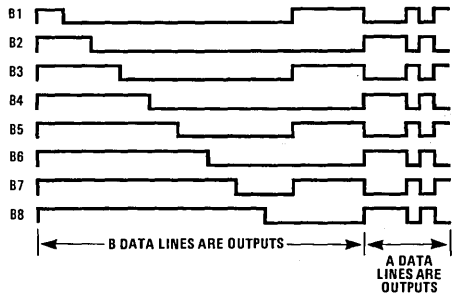 B1
B2
B3
B4
B5
B6
B7
B8
B DATA LINES ARE OUTPUTS
A DATA
LINES ARE
OUTPUTS